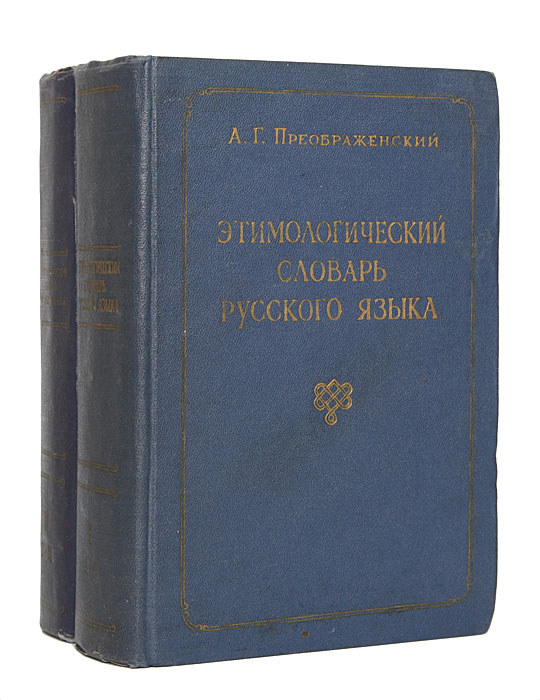 А. Г. ПРЕОБРАЖЕНСКИЙ
ЭТИМОЛОГИЧЕСКИЙ
СЛОВАРЬ
РУССКОГО ЯЗЫКА